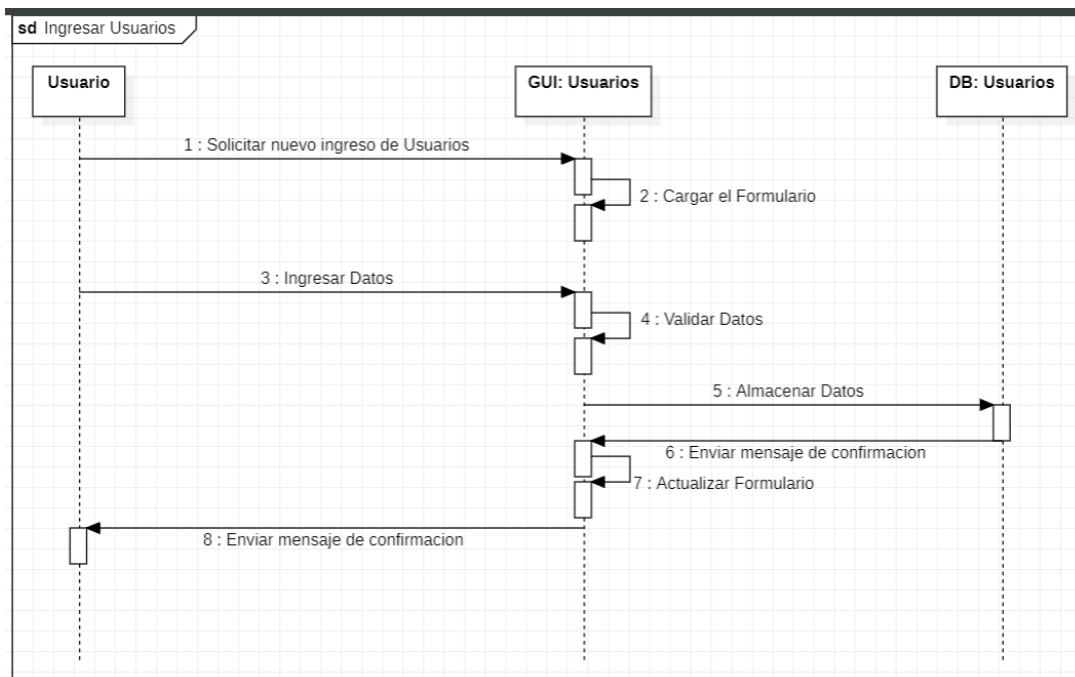 sd Ingresar Usuarios
Usuario
GUI: Usuarios
DB: Usuarios
1 : Solicitar nuevo ingreso de Usuarios
2 : Cargar el Formulario
3 : Ingresar Datos
4 : Validar Datos
5 : Almacenar Datos
6 : Enviar mensaje de confirmacion
7 : Actualizar Formulario
8 : Enviar mensaje de confirmacion